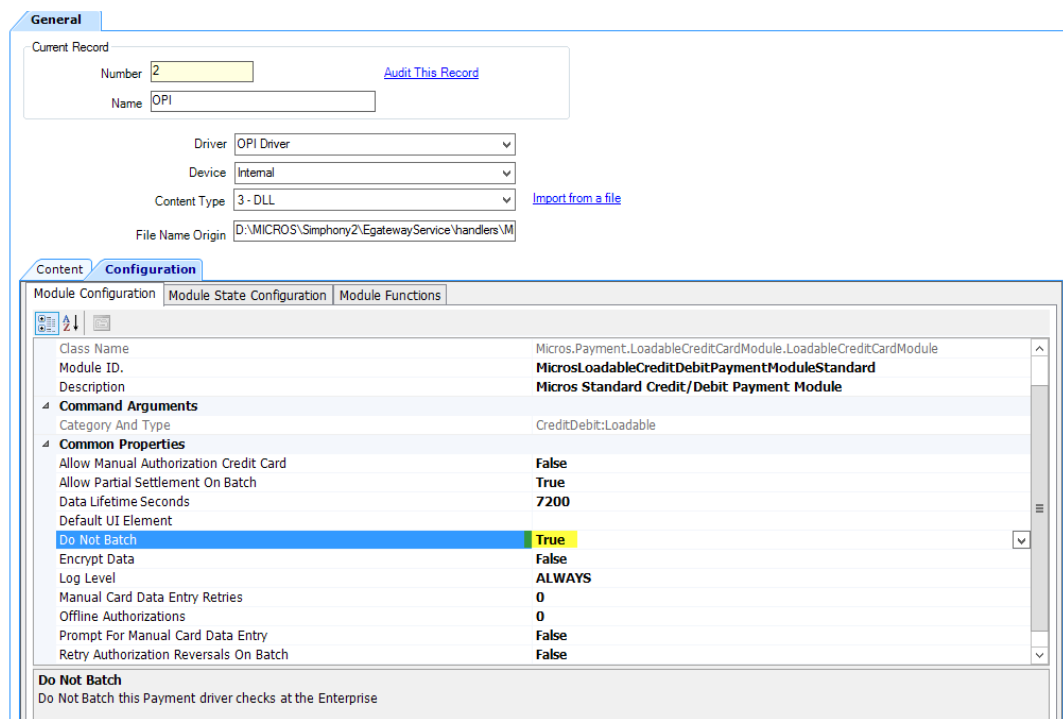 General
Current Record
Number 2 Audit This Record
Name OPI
Driver OPI Driver
Device Internal
Content Type 3 - DLL Import from a file
File Name Origin D:\MICROS\Simphony2\EgatewayService\handlers\M
Content Configuration
Module Configuration Module State Configuration Module Functions
Class Name Micros.Payment.LoadableCreditCardModule.LoadableCreditCardModule
Module ID. MicrosLoadableCreditDebitPaymentModuleStandard
Description Micros Standard Credit/Debit Payment Module
Command Arguments
Category And Type CreditDebit:Loadable
Common Properties
Allow Manual Authorization Credit Card False
Allow Partial Settlement On Batch True
Data Lifetime Seconds 7200
Default UI Element
Do Not Batch True
Encrypt Data False
Log Level ALWAYS
Manual Card Data Entry Retries 0
Offline Authorizations 0
Prompt For Manual Card Data Entry False
Retry Authorization Reversals On Batch False
Do Not Batch
Do Not Batch this Payment driver checks at the Enterprise